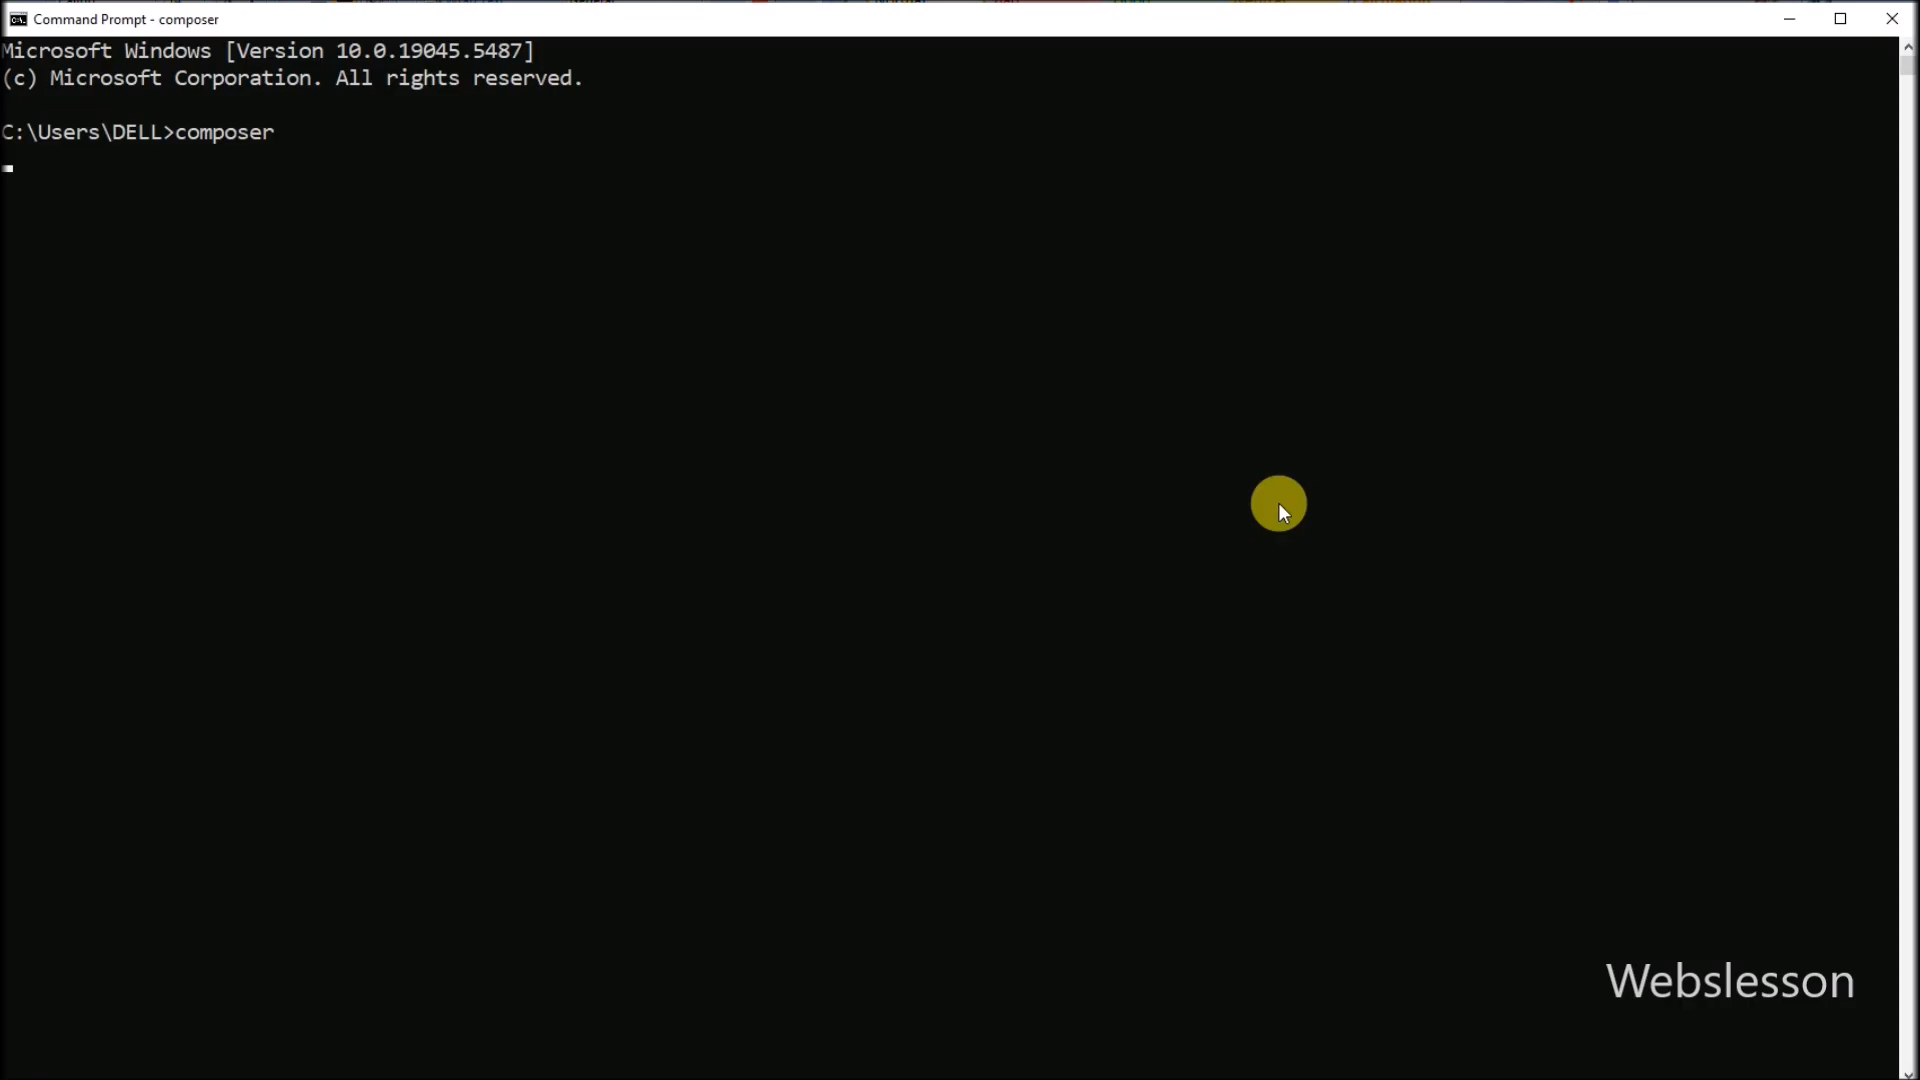 Command Prompt - composer
Microsoft Windows [Version 10.0.19045.5487]
(c) Microsoft Corporation. All rights reserved.
C:\Users\DELL>composer
Webslesson